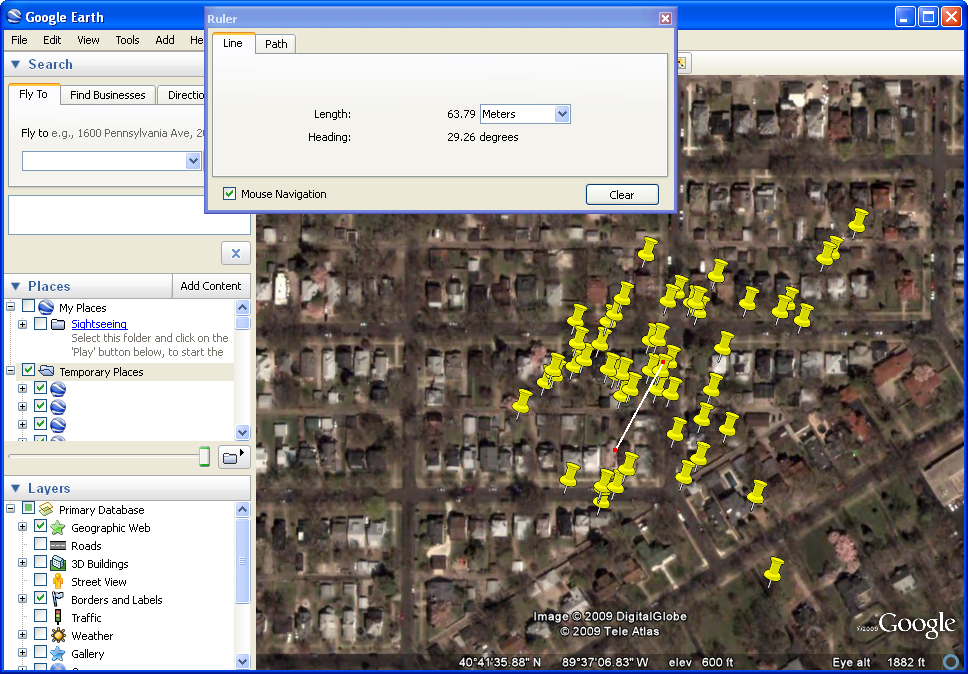 Google Earth
File Edit View Tools Add He
Ruler
Line Path
Length: 63.79 Meters
Heading: 29.26 degrees
Mouse Navigation
Clear
Search
Fly To Find Businesses Directio
Fly to e.g., 1600 Pennsylvania Ave, 20
Places
Add Content
My Places
Sightseeing
Select this folder and click on the
'Play' button below, to start the
Temporary Places
Layers
Primary Database
Geographic Web
Roads
3D Buildings
Street View
Borders and Labels
Traffic
Weather
Gallery
Image © 2009 DigitalGlobe
© 2009 Tele Atlas
©2009 Google
40°41'35.88" N 89°37'06.83" W elev 600 ft Eye alt 1882 ft